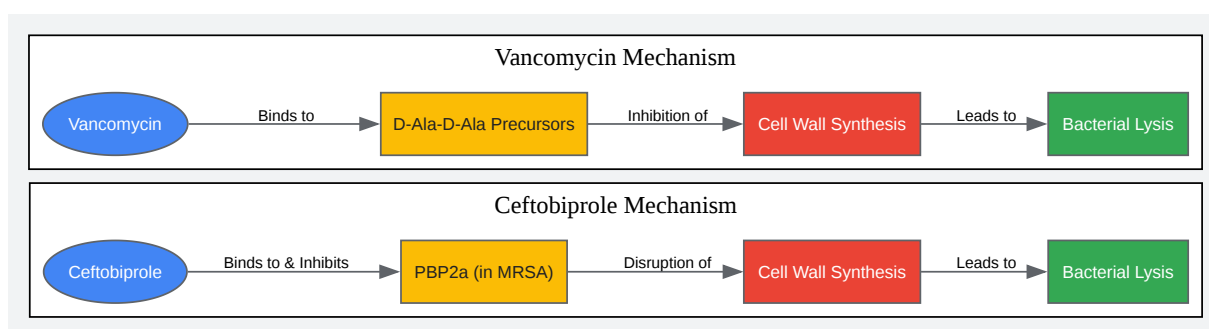 Vancomycin Mechanism
Vancomycin
Binds to
D-Ala-D-Ala Precursors
Inhibition of
Cell Wall Synthesis
Leads to
Bacterial Lysis
Ceftobiprole Mechanism
Ceftobiprole
Binds to & Inhibits
PBP2a (in MRSA)
Disruption of
Cell Wall Synthesis
Leads to
Bacterial Lysis